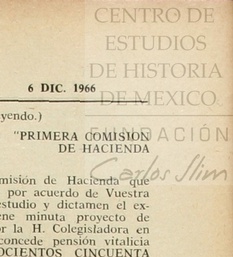 CENTRO DE
ESTUDIOS
DE HISTORIA
DE MEXICO
6 DIC. 1966
yendo.)
"PRIMERA COMISION
DE HACIENDA
FUNDACIÓN
Carlos Slim
misión de Hacienda que
por acuerdo de Vuestra
estudio y dictamen el ex-
ene minuta proyecto de
or la H. Colegisladora en
concede pensión vitalicia
OCIENTOS CINCUENTA